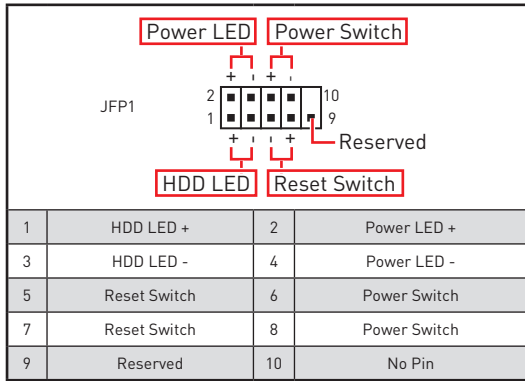 Power LED Power Switch
+ - + -
JFP1
2 10
1 9
+ - - +
Reserved
HDD LED Reset Switch
1 HDD LED + 2 Power LED +
3 HDD LED - 4 Power LED -
5 Reset Switch 6 Power Switch
7 Reset Switch 8 Power Switch
9 Reserved 10 No Pin